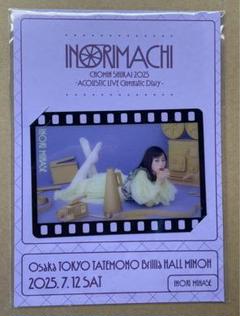 INORIMACHI
CHOMIN SHUKAI 2025
-ACOUSTIC LIVE Cinematic Diary-
INORI MINASE
Osaka TOKYO TATEMONO Brillia HALL MINOH
2025. 7. 12 SAT
INORI MINASE